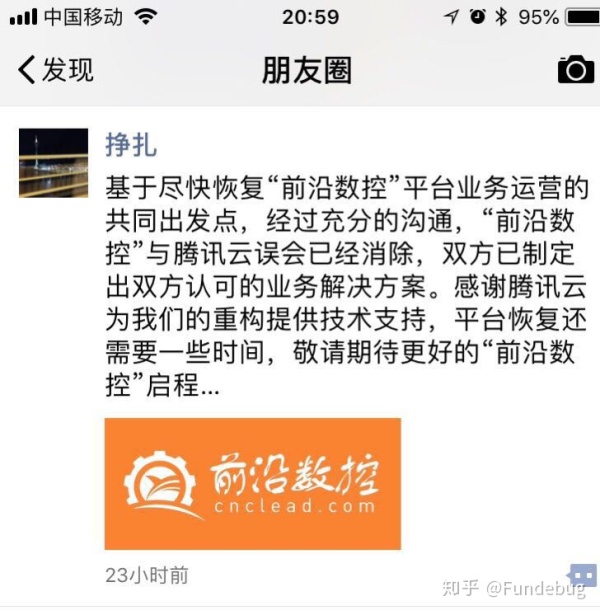 中国移动
20:59
95%
发现
朋友圈
挣扎
基于尽快恢复“前沿数控”平台业务运营的
共同出发点，经过充分的沟通，“前沿数
控”与腾讯云误会已经消除，双方已制定
出双方认可的业务解决方案。感谢腾讯云
为我们的重构提供技术支持，平台恢复还
需要一些时间，敬请期待更好的“前沿数
控”启程...
前沿数控
cnclead.com
23小时前
知乎 @Fundebug